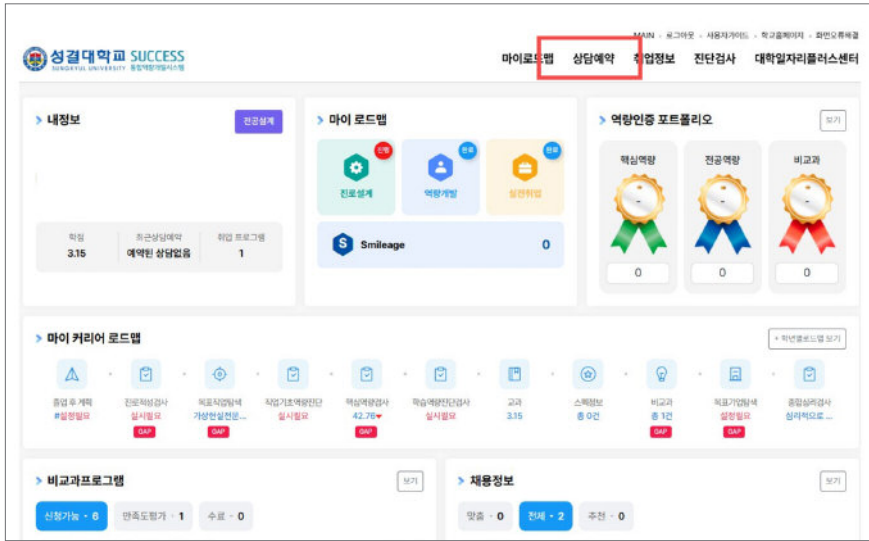 MAIN · 로그아웃 · 사용자가이드 · 학교홈페이지 · 화면오류해결
성결대학교 SUCCESS
SUNGKYUL UNIVERSITY 통합역량개발시스템
마이로드맵 상담예약 취업정보 진단검사 대학일자리플러스센터
내정보
전공설계
학점 최근상담예약 취업 프로그램
3.15 예약된 상담없음 1
마이 로드맵
진행 완료 완료
진로설계 역량개발 실전취업
S Smileage 0
역량인증 포트폴리오
보기
핵심역량 전공역량 비교과
- - -
0 0 0
마이 커리어 로드맵
+ 학년별로드맵 보기
졸업 후 계획 진로적성검사 목표직업탐색 직업기초역량진단 핵심역량검사 학습역량진단검사 교과 스펙정보 비교과 목표기업탐색 종합심리검사
#설정필요 실시필요 가상현실전문... 실시필요 42.76▼ 실시필요 3.15 총 0건 총 1건 설정필요 심리적으로 ...
GAP GAP GAP GAP GAP
비교과프로그램
보기
신청가능 · 6 만족도평가 · 1 수료 · 0
채용정보
보기
맞춤 · 0 전체 · 2 추천 · 0